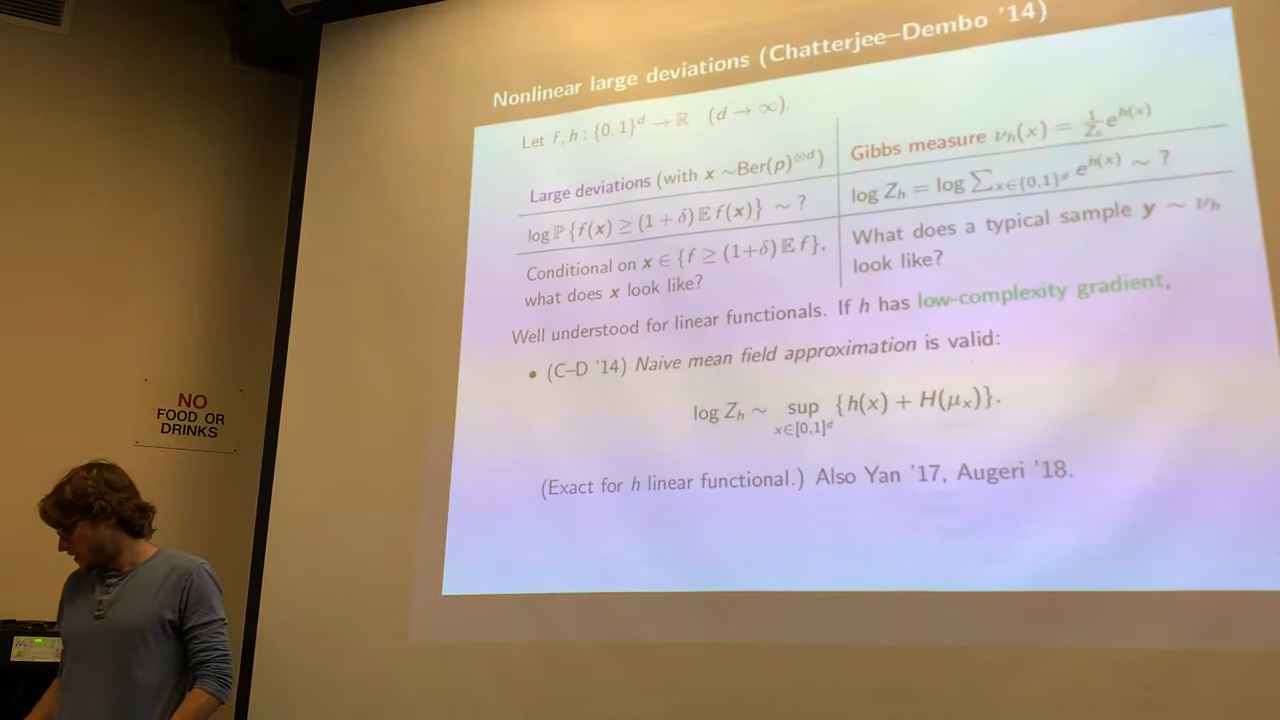 Nonlinear large deviations (Chatterjee–Dembo '14)
Let f, h : {0, 1}^d → ℝ (d → ∞).
Large deviations (with x ∼Ber(p)^{⊗d})
log ℙ {f(x) ≥ (1 + δ) 𝔼 f(x)} ∼ ?
Conditional on x ∈ {f ≥ (1+δ) 𝔼 f},
what does x look like?
Gibbs measure ν_h(x) = 1/Z_h e^{h(x)}
log Z_h = log ∑_{x∈{0,1}^d} e^{h(x)} ∼ ?
What does a typical sample y ∼ ν_h
look like?
Well understood for linear functionals. If h has low-complexity gradient,
• (C–D '14) Naive mean field approximation is valid:
log Z_h ∼ sup_{x∈[0,1]^d} {h(x) + H(μ_x)}.
(Exact for h linear functional.) Also Yan '17, Augeri '18.
NO
FOOD OR
DRINKS